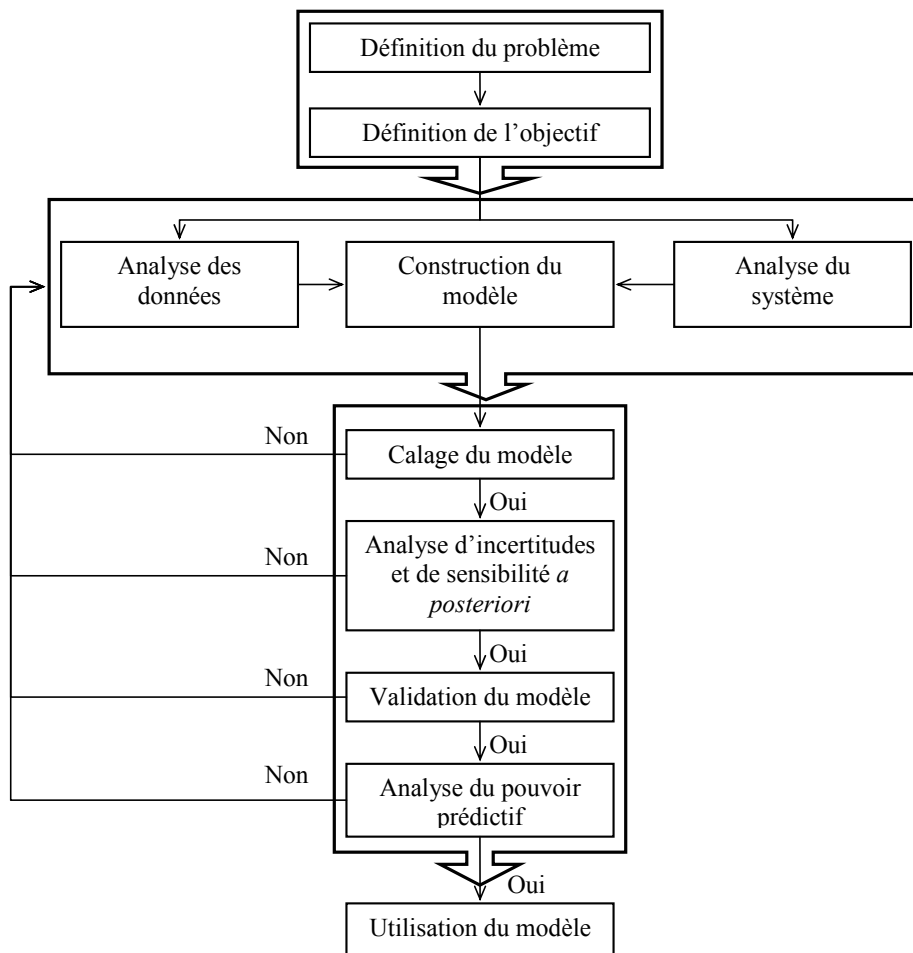 Définition du problème
Définition de l’objectif
Analyse des
données
Construction du
modèle
Analyse du
système
Non
Calage du modèle
Oui
Non
Analyse d’incertitudes
et de sensibilité a
posteriori
Oui
Non
Validation du modèle
Oui
Non
Analyse du pouvoir
prédictif
Oui
Utilisation du modèle